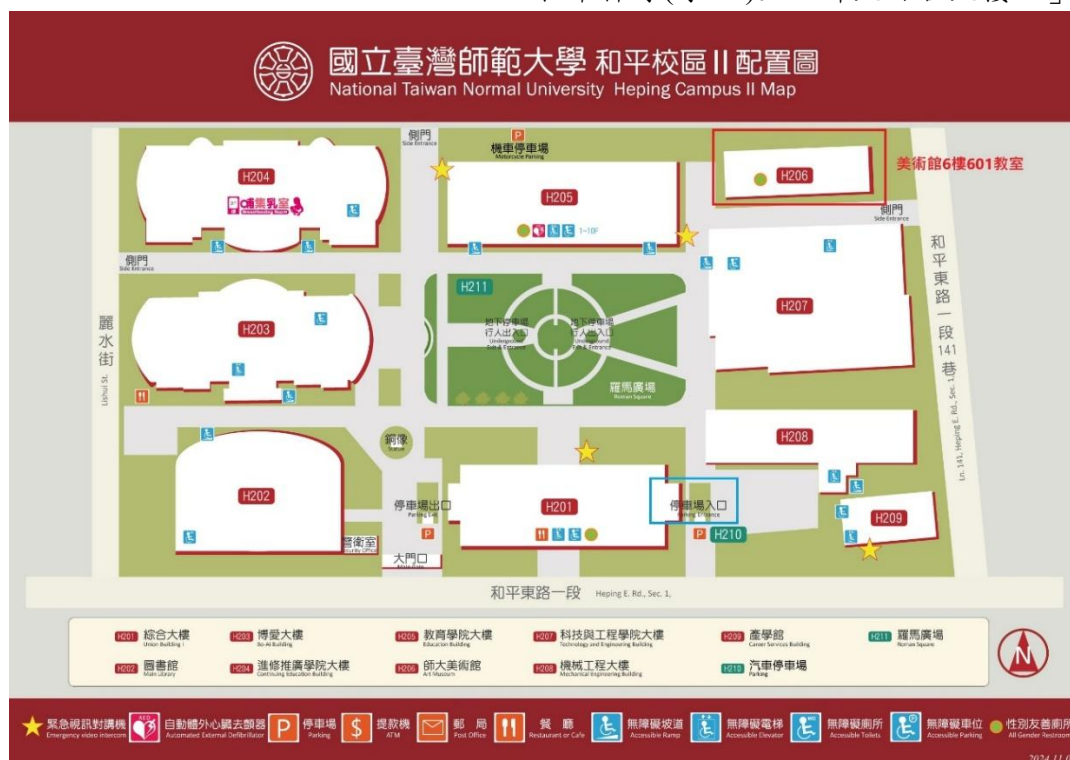 國立臺灣師範大學 和平校區 II 配置圖
National Taiwan Normal University Heping Campus II Map
側門
Side Entrance
P
機車停車場
Motorcycle Parking
H204
哺集乳室
Breastfeeding Room
H205
1~10F
H206
美術館6樓601教室
側門
Side Entrance
側門
Side Entrance
H211
H207
和平東路一段141巷
Ln. 141, Heping E. Rd., Sec. 1,
麗水街
Lishui St.
H203
地下停車場
行人出入口
Underground
Exit & Entrance
地下停車場
行人出入口
Underground
Exit & Entrance
羅馬廣場
Roman Square
銅像
Statue
H208
H202
停車場出口
Parking Exit
P
H201
停車場入口
Parking Entrance
P H210
H209
警衛室
Security Office
大門口
Main Gate
和平東路一段 Heping E. Rd., Sec. 1,
H201 綜合大樓
Union Building I
H203 博愛大樓
Bo-Ai Building
H205 教育學院大樓
Education Building
H207 科技與工程學院大樓
Technology and Engineering Building
H209 產學館
Career Services Building
H211 羅馬廣場
Roman Square
H202 圖書館
Main Library
H204 進修推廣學院大樓
Continuing Education Building
H206 師大美術館
Art Museum
H208 機械工程大樓
Mechanical Engineering Building
H210 汽車停車場
Parking
N
緊急視訊對講機
Emergency video intercom
AED
自動體外心臟去顫器
Automated External Defibrillator
P
停車場
Parking
$
提款機
ATM
郵局
Post Office
餐廳
Restaurant or Cafe
無障礙坡道
Accessible Ramp
無障礙電梯
Accessible Elevator
無障礙廁所
Accessible Toilets
無障礙車位
Accessible Parking
性別友善廁所
All Gender Restroom